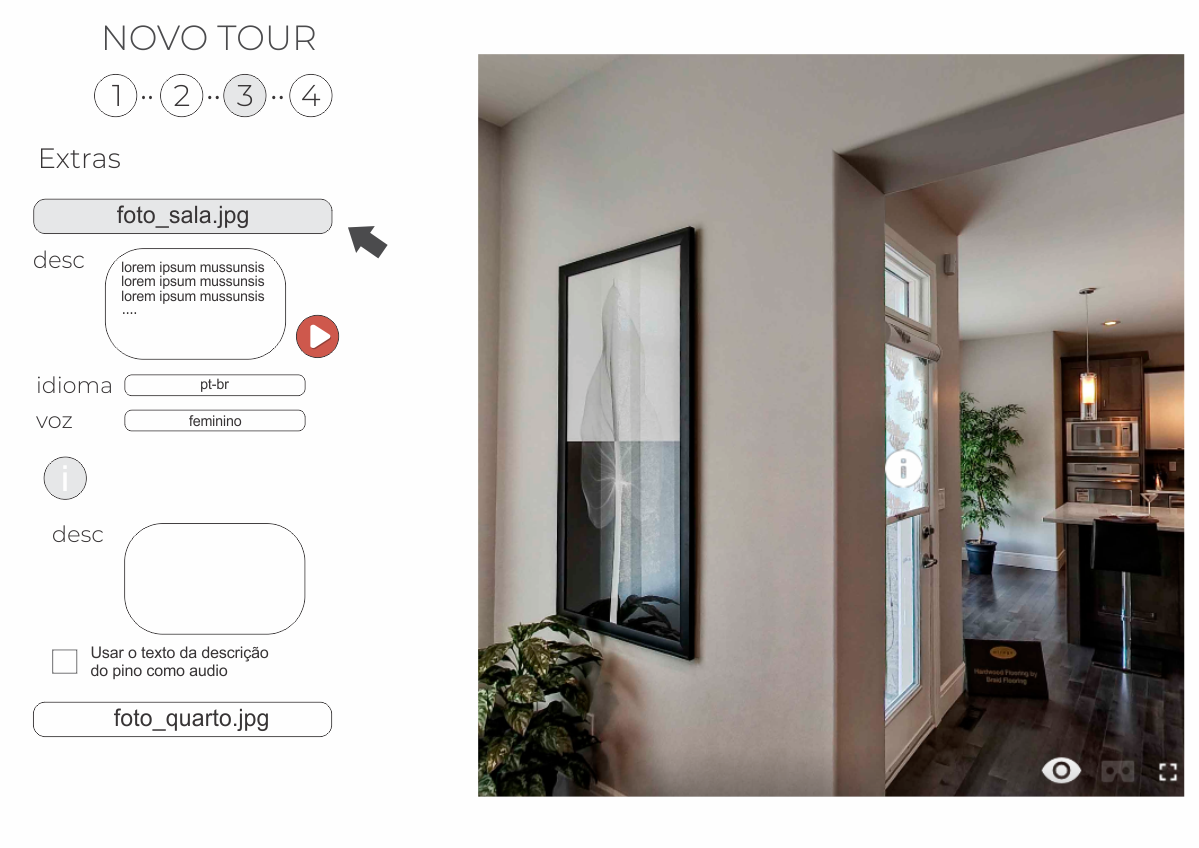 NOVO TOUR
1 .. 2 .. 3 .. 4
Extras
foto_sala.jpg
desc
lorem ipsum mussunsis
lorem ipsum mussunsis
lorem ipsum mussunsis
....
idioma
pt-br
voz
feminino
i
desc
Usar o texto da descrição
do pino como audio
foto_quarto.jpg
i
Hardwood Flooring by
Breid Flooring